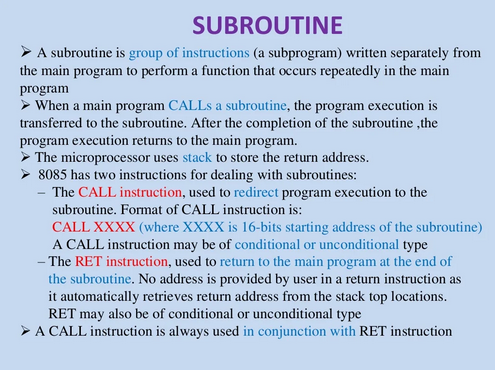 SUBROUTINE
➢ A subroutine is group of instructions (a subprogram) written separately from
the main program to perform a function that occurs repeatedly in the main
program
➢ When a main program CALLs a subroutine, the program execution is
transferred to the subroutine. After the completion of the subroutine ,the
program execution returns to the main program.
➢ The microprocessor uses stack to store the return address.
➢ 8085 has two instructions for dealing with subroutines:
– The CALL instruction, used to redirect program execution to the
subroutine. Format of CALL instruction is:
CALL XXXX (where XXXX is 16-bits starting address of the subroutine)
A CALL instruction may be of conditional or unconditional type
– The RET instruction, used to return to the main program at the end of
the subroutine. No address is provided by user in a return instruction as
it automatically retrieves return address from the stack top locations.
RET may also be of conditional or unconditional type
➢ A CALL instruction is always used in conjunction with RET instruction